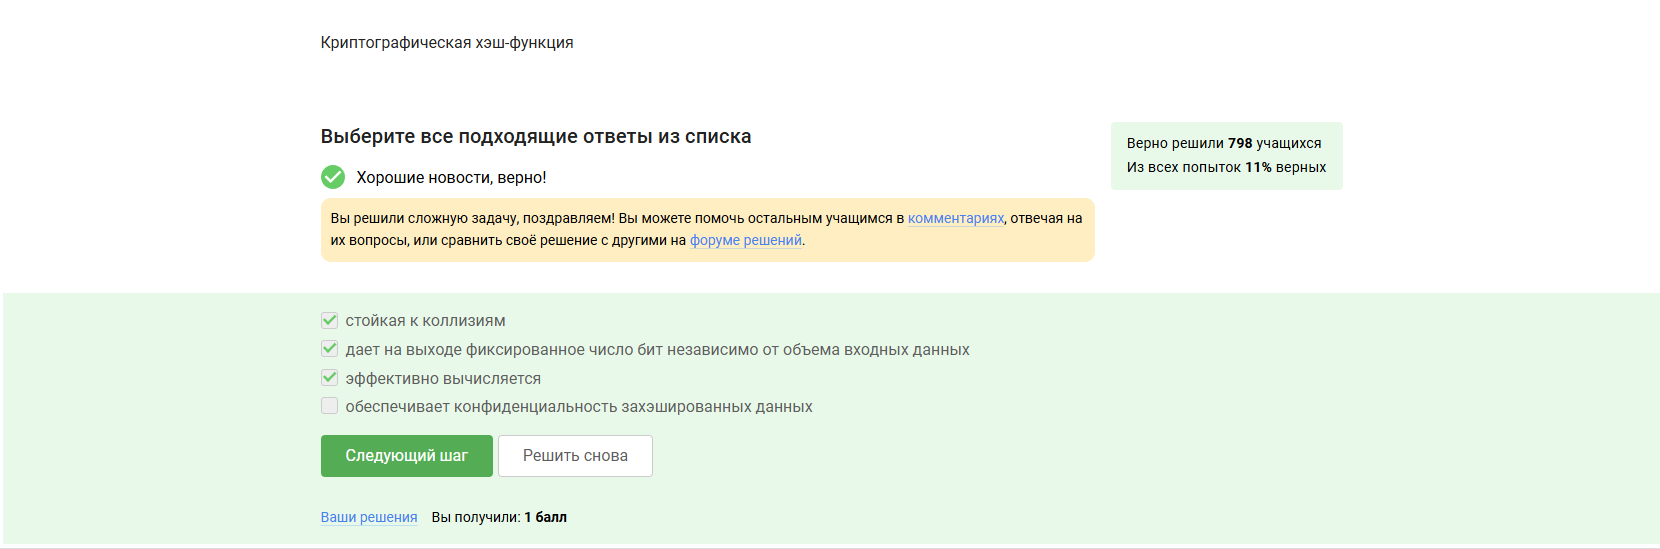 Криптографическая хэш-функция
Выберите все подходящие ответы из списка
Верно решили 798 учащихся
Из всех попыток 11% верных
Хорошие новости, верно!
Вы решили сложную задачу, поздравляем! Вы можете помочь остальным учащимся в комментариях, отвечая на
их вопросы, или сравнить своё решение с другими на форуме решений.
стойкая к коллизиям
дает на выходе фиксированное число бит независимо от объема входных данных
эффективно вычисляется
обеспечивает конфиденциальность захэшированных данных
Следующий шаг
Решить снова
Ваши решения Вы получили: 1 балл